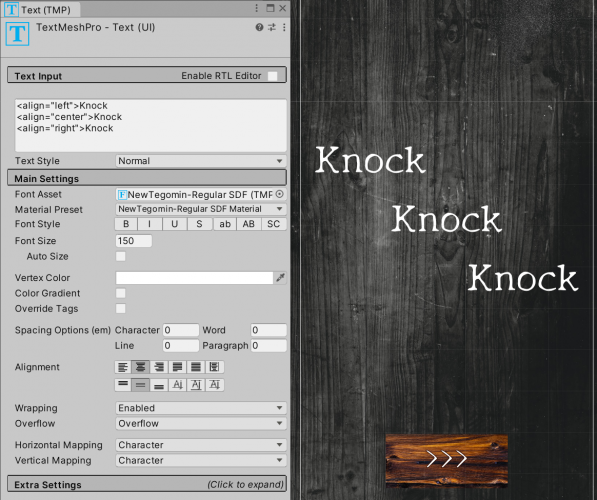 Text (TMP)
TextMeshPro - Text (UI)
Text Input Enable RTL Editor
<align="left">Knock
<align="center">Knock
<align="right">Knock
Text Style Normal
Main Settings
Font Asset NewTegomin-Regular SDF (TMP
Material Preset NewTegomin-Regular SDF Material
Font Style B I U S ab AB SC
Font Size 150
Auto Size
Vertex Color
Color Gradient
Override Tags
Spacing Options (em) Character 0 Word 0
Line 0 Paragraph 0
Alignment
Wrapping Enabled
Overflow Overflow
Horizontal Mapping Character
Vertical Mapping Character
Extra Settings (Click to expand)
Knock
Knock
Knock
>>>